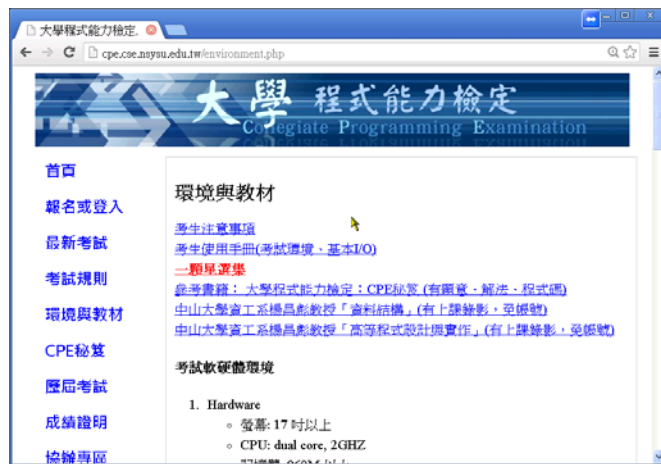 大學程式能力檢定.
cpe.cse.nsysu.edu.tw/environment.php
大學 程式能力檢定
Collegiate Programming Examination
首頁
報名或登入
最新考試
考試規則
環境與教材
CPE秘笈
歷屆考試
成績證明
協辦專區
環境與教材
考生注意事項
考生使用手冊(考試環境、基本I/O)
一顆星選集
參考書籍： 大學程式能力檢定：CPE秘笈 (有題意、解法、程式碼)
中山大學資工系楊昌彪教授「資料結構」(有上課錄影，免帳號)
中山大學資工系楊昌彪教授「高等程式設計與實作」(有上課錄影，免帳號)
考試軟硬體環境
1. Hardware
螢幕: 17 吋以上
CPU: dual core, 2GHZ